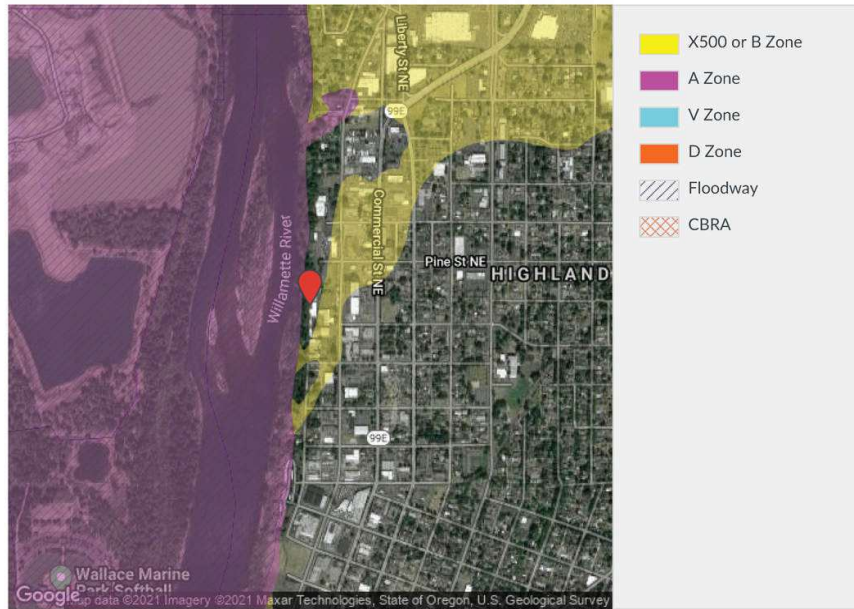 Liberty St NE
99E
Commercial St NE
Willamette River
Pine St NE
HIGHLAND
99E
Wallace Marine
Park Softball
Google
Map data ©2021 Imagery ©2021 Maxar Technologies, State of Oregon, U.S. Geological Survey
X500 or B Zone
A Zone
V Zone
D Zone
Floodway
CBRA